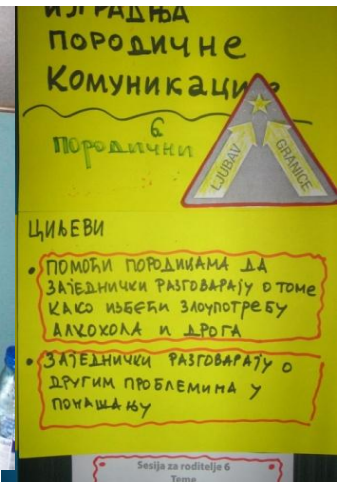 ИЗГРАДЊА
ПОРОДИЧНЕ
КОМУНИКАЦИЈЕ
6
ПОРОДИЧНИ
LJUBAV
GRANICE
ЦИЉЕВИ
• ПОМОЋИ ПОРОДИЦАМА ДА
ЗАЈЕДНИЧКИ РАЗГОВАРАЈУ О ТОМЕ
КАКО ИЗБЕЋИ ЗЛОУПОТРЕБУ
АЛКОХОЛА И ДРОГА
• ЗАЈЕДНИЧКИ РАЗГОВАРАЈУ О
ДРУГИМ ПРОБЛЕМИМА У
ПОНАШАЊУ
Sesija za roditelje 6
Teme